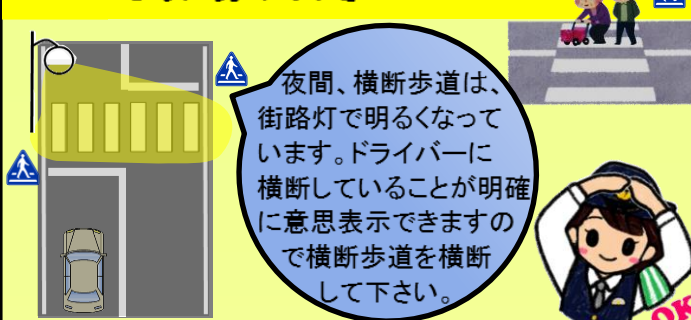 夜間、横断歩道は、
街路灯で明るくなって
います。ドライバーに
横断していることが明確
に意思表示できますの
で横断歩道を横断
して下さい。
OK